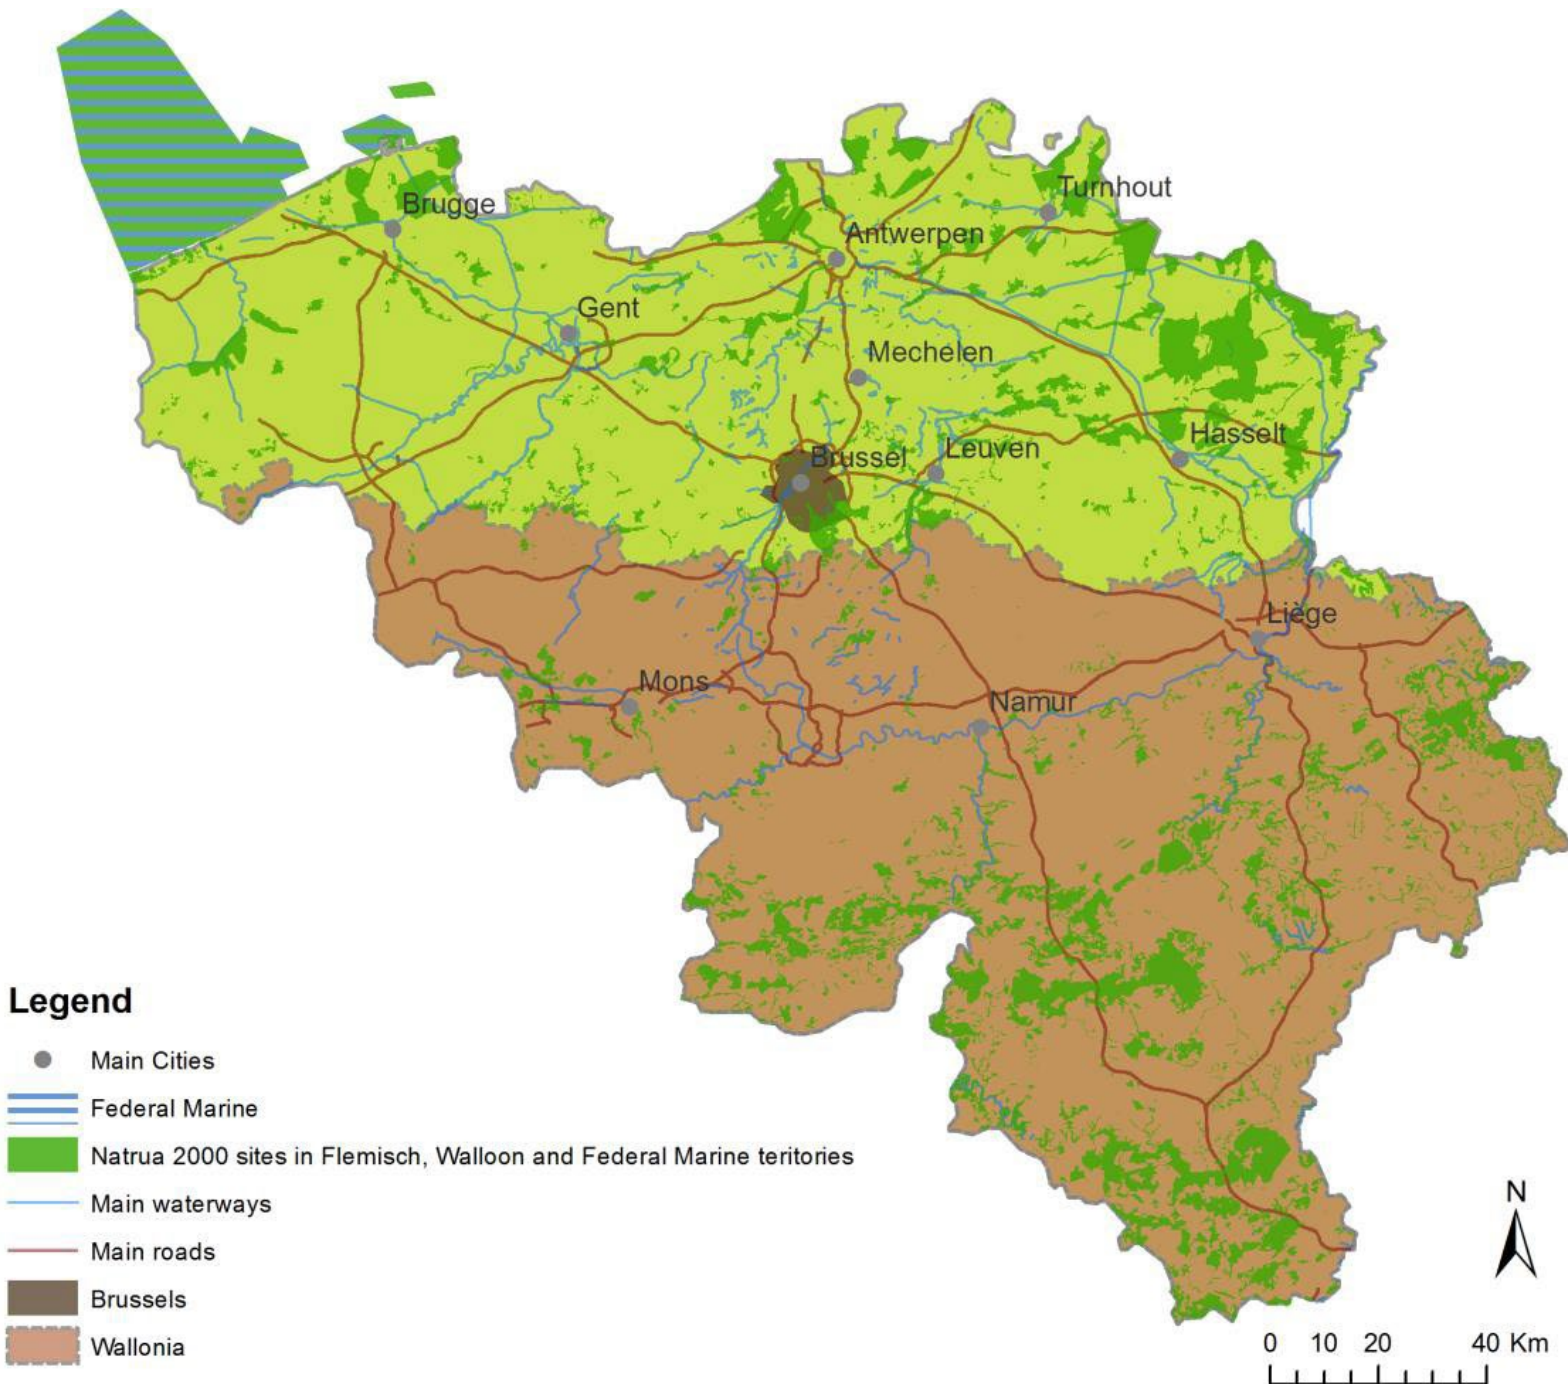 Brugge
Turnhout
Antwerpen
Gent
Mechelen
Hasselt
Leuven
Brussel
Liège
Mons
Namur
Legend
Main Cities
Federal Marine
Natrua 2000 sites in Flemisch, Walloon and Federal Marine teritories
Main waterways
Main roads
Brussels
Wallonia
N
0 10 20 40 Km